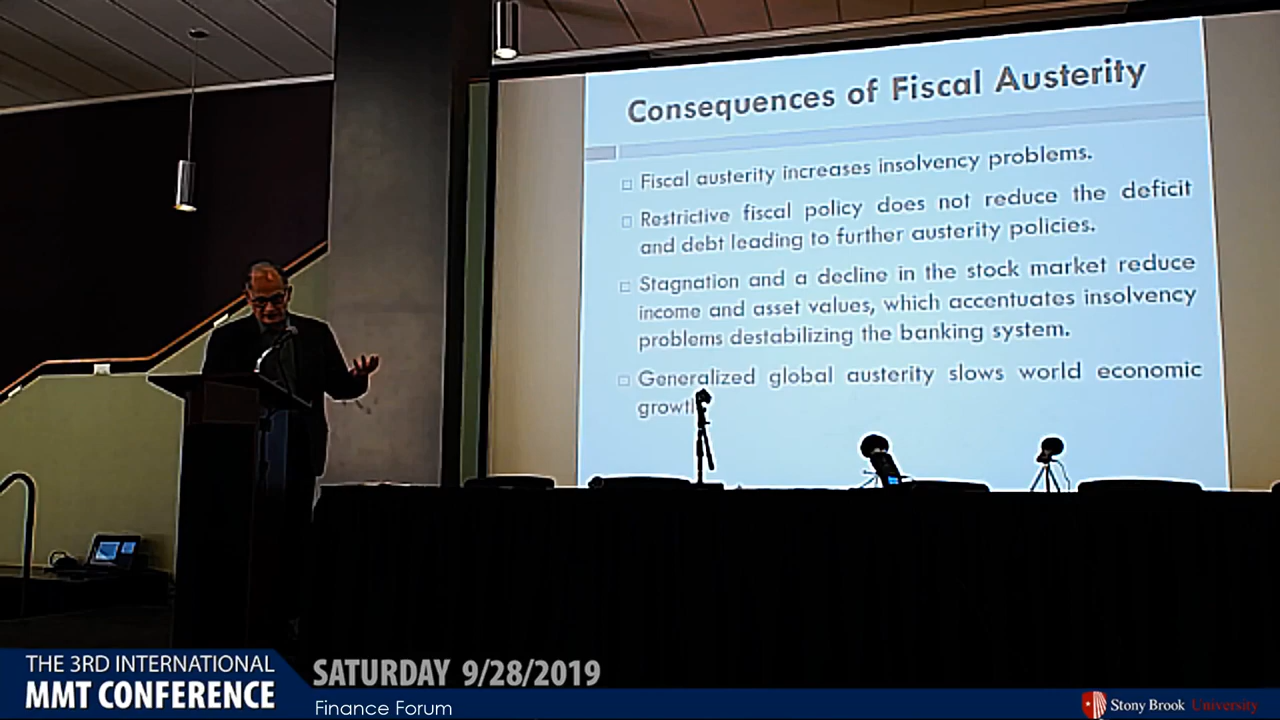 Consequences of Fiscal Austerity
Fiscal austerity increases insolvency problems.
Restrictive fiscal policy does not reduce the deficit
and debt leading to further austerity policies.
Stagnation and a decline in the stock market reduce
income and asset values, which accentuates insolvency
problems destabilizing the banking system.
Generalized global austerity slows world economic
THE 3RD INTERNATIONAL
MMT CONFERENCE
SATURDAY 9/28/2019
Finance Forum
Stony Brook University